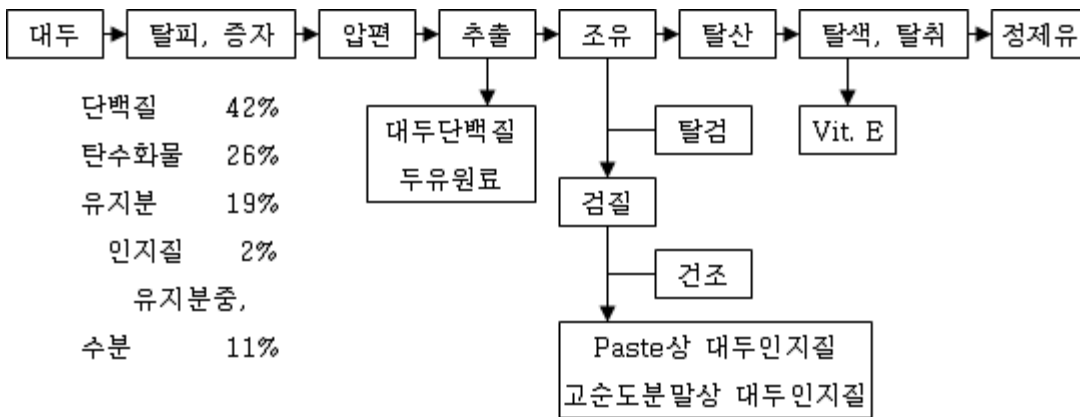 대두 탈피, 증자 압편 추출 조유 탈산 탈색, 탈취 정제유
단백질 42%
탄수화물 26%
유지분 19%
인지질 2%
유지분중,
수분 11%
대두단백질
두유원료
탈검
Vit. E
검질
건조
Paste상 대두인지질
고순도분말상 대두인지질